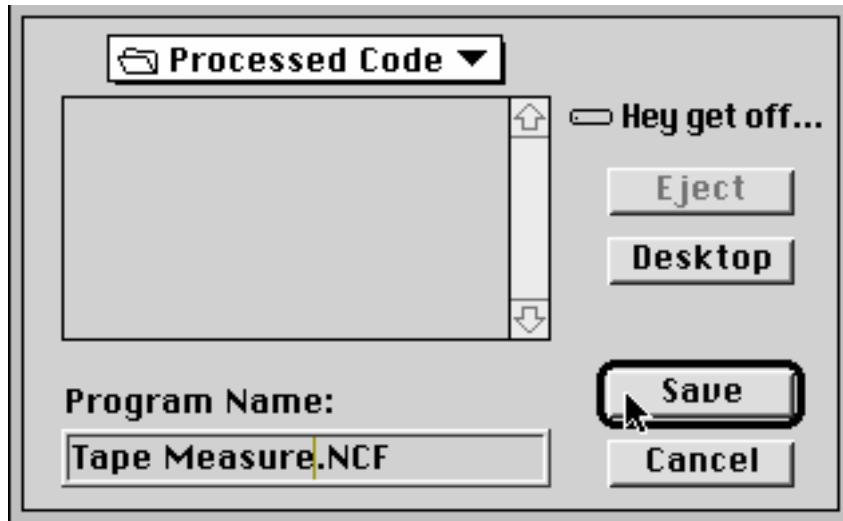 Processed Code
Hey get off...
Eject
Desktop
Save
Program Name:
Tape Measure.NCF
Cancel